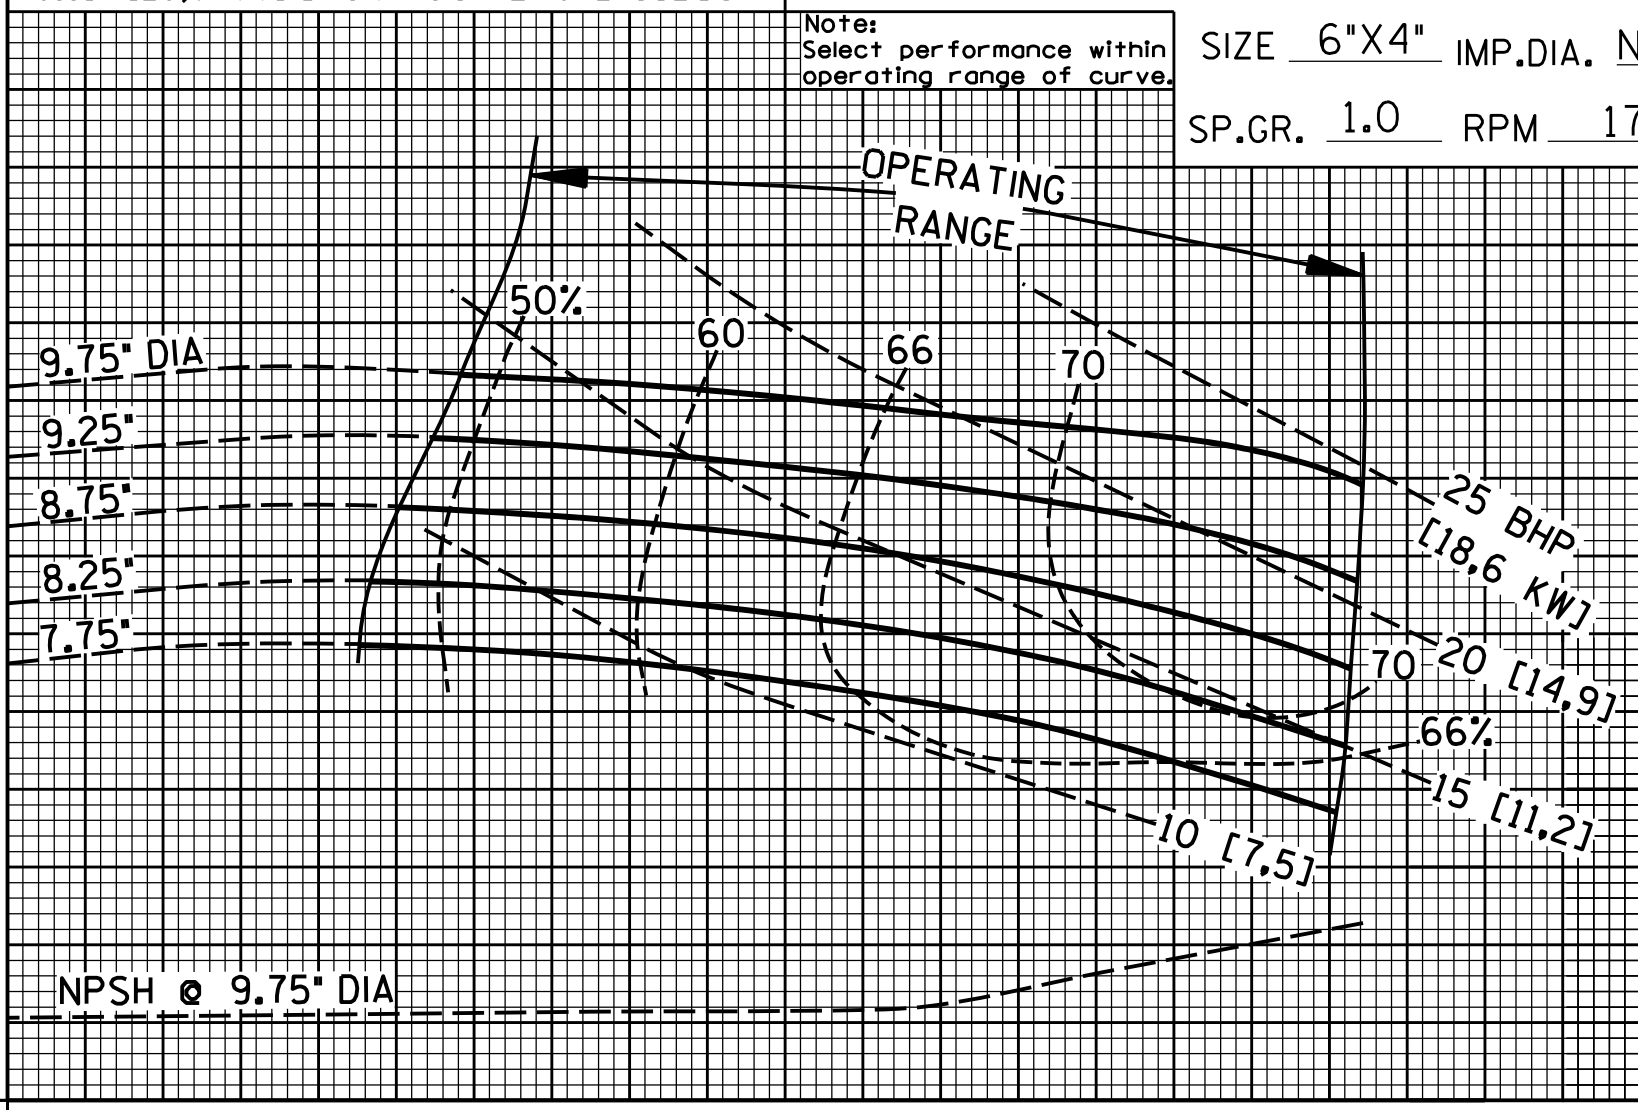 Note:
Select performance within
operating range of curve.
SIZE 6"X4" IMP.DIA.
SP.GR. 1.0 RPM
OPERATING
RANGE
50%
60
66
70
9.75" DIA
9.25"
8.75"
8.25"
7.75"
25 BHP
[18,6 KW]
20 [14,9]
70
66%
15 [11,2]
10 [7,5]
NPSH @ 9.75" DIA